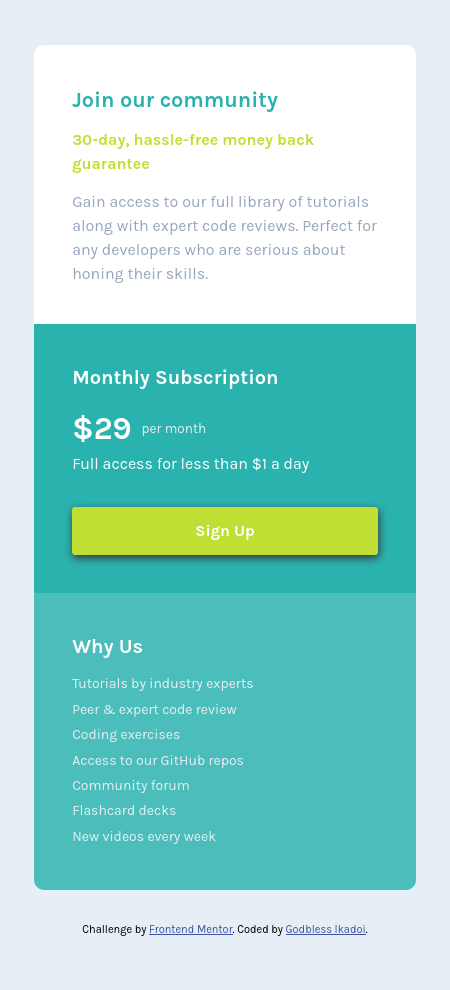 Join our community
30-day, hassle-free money back
guarantee
Gain access to our full library of tutorials
along with expert code reviews. Perfect for
any developers who are serious about
honing their skills.
Monthly Subscription
$29 per month
Full access for less than $1 a day
Sign Up
Why Us
Tutorials by industry experts
Peer & expert code review
Coding exercises
Access to our GitHub repos
Community forum
Flashcard decks
New videos every week
Challenge by Frontend Mentor. Coded by Godbless Ikadoi.